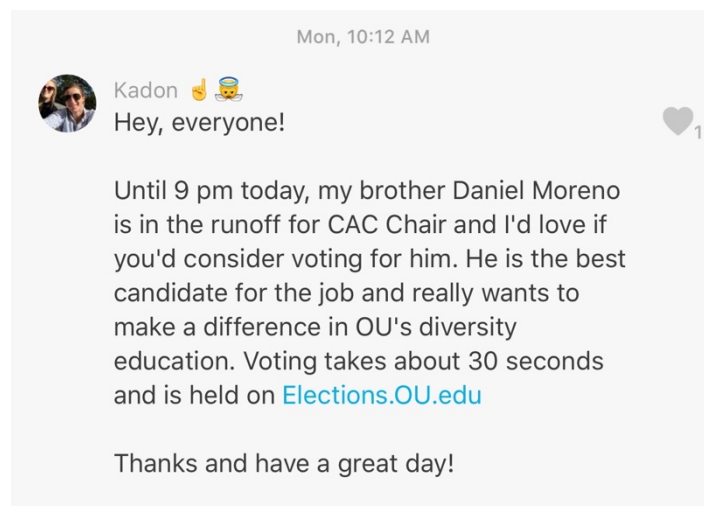 Mon, 10:12 AM
Kadon ☝️👼
Hey, everyone!
1
Until 9 pm today, my brother Daniel Moreno
is in the runoff for CAC Chair and I'd love if
you'd consider voting for him. He is the best
candidate for the job and really wants to
make a difference in OU's diversity
education. Voting takes about 30 seconds
and is held on Elections.OU.edu
Thanks and have a great day!